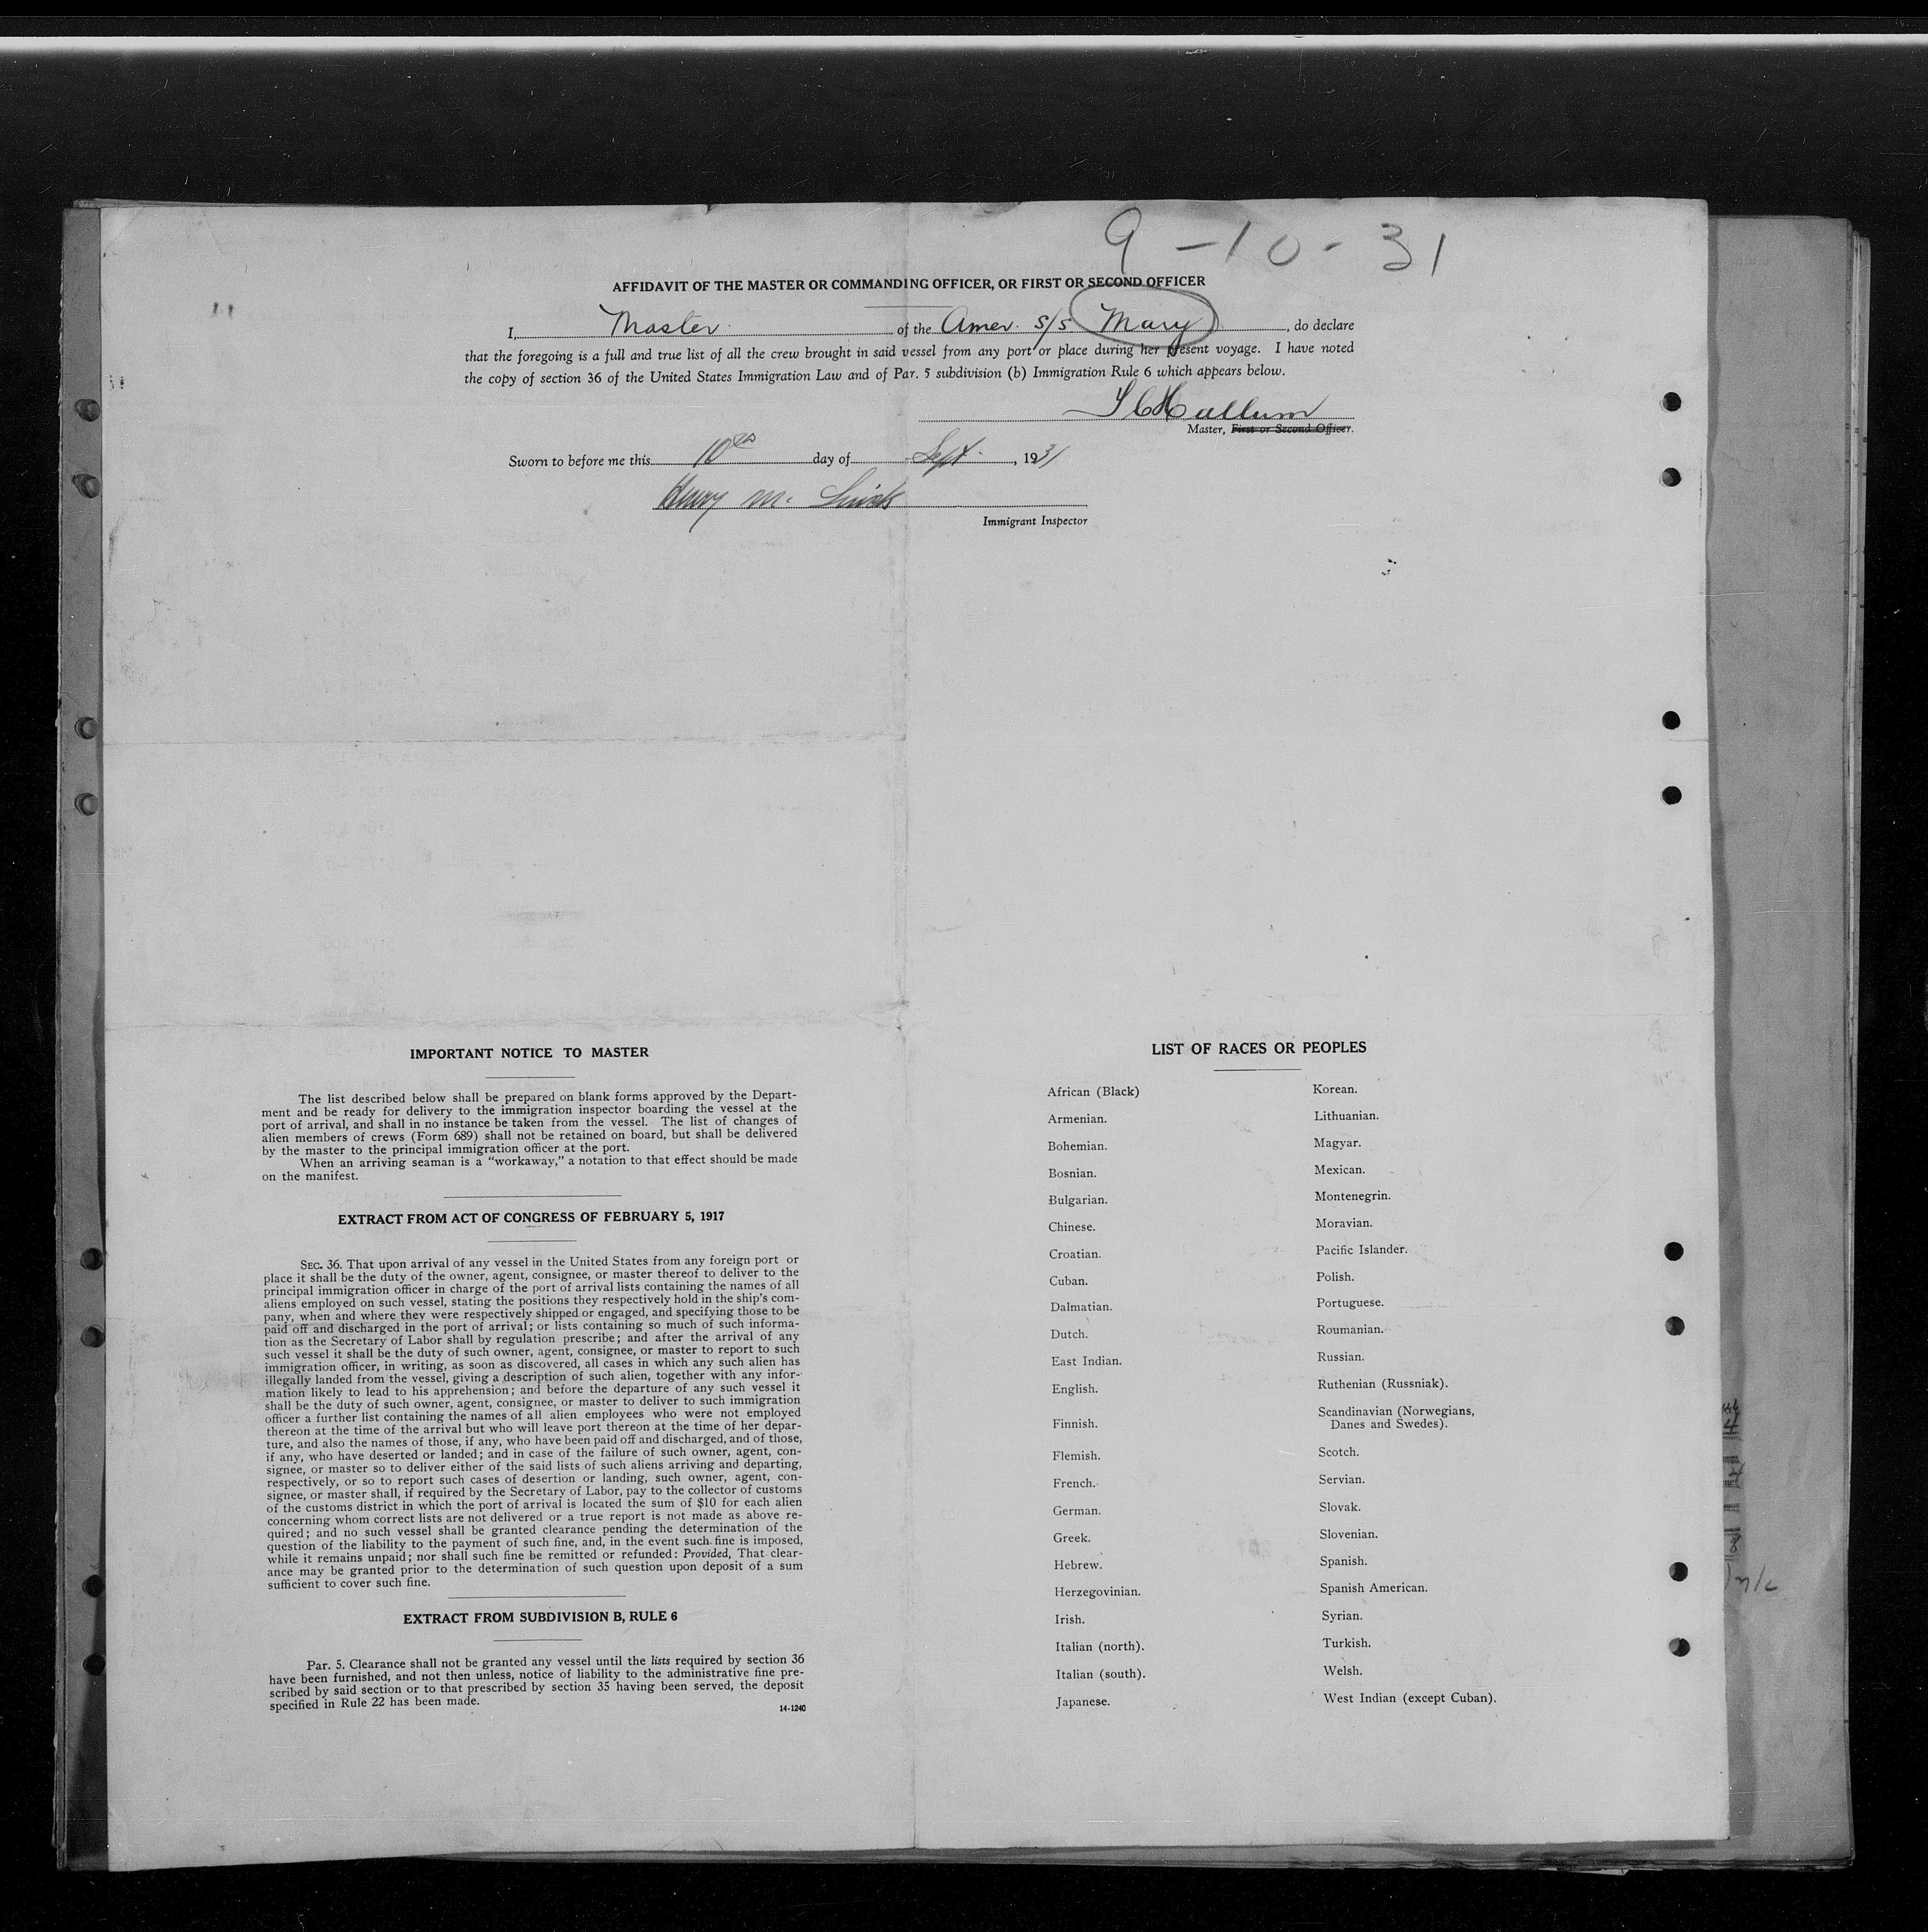 9-10-31
AFFIDAVIT OF THE MASTER OR COMMANDING OFFICER, OR FIRST OR SECOND OFFICER
I, Master of the Amer. S/S Mary, do declare
that the foregoing is a full and true list of all the crew brought in said vessel from any port or place during her present voyage. I have noted
the copy of section 36 of the United States Immigration Law and of Par. 5 subdivision (b) Immigration Rule 6 which appears below.
Master, First or Second Officer.
Sworn to before me this 10th day of Sept., 1931
Henry M.
Immigrant Inspector
IMPORTANT NOTICE TO MASTER
The list described below shall be prepared on blank forms approved by the Depart-
ment and be ready for delivery to the immigration inspector boarding the vessel at the
port of arrival, and shall in no instance be taken from the vessel. The list of changes of
alien members of crews (Form 689) shall not be retained on board, but shall be delivered
by the master to the principal immigration officer at the port.
When an arriving seaman is a "workaway," a notation to that effect should be made
on the manifest.
EXTRACT FROM ACT OF CONGRESS OF FEBRUARY 5, 1917
SEC. 36. That upon arrival of any vessel in the United States from any foreign port or
place it shall be the duty of the owner, agent, consignee, or master thereof to deliver to the
principal immigration officer in charge of the port of arrival lists containing the names of all
aliens employed on such vessel, stating the positions they respectively hold in the ship's com-
pany, when and where they were respectively shipped or engaged, and specifying those to be
paid off and discharged in the port of arrival; or lists containing so much of such informa-
tion as the Secretary of Labor shall by regulation prescribe; and after the arrival of any
such vessel it shall be the duty of such owner, agent, consignee, or master to report to such
immigration officer, in writing, as soon as discovered, all cases in which any such alien has
illegally landed from the vessel, giving a description of such alien, together with any infor-
mation likely to lead to his apprehension; and before the departure of any such vessel it
shall be the duty of such owner, agent, consignee, or master to deliver to such immigration
officer a further list containing the names of all alien employees who were not employed
thereon at the time of the arrival but who will leave port thereon at the time of her depar-
ture, and also the names of those, if any, who have been paid off and discharged, and of those,
if any, who have deserted or landed; and in case of the failure of such owner, agent, con-
signee, or master so to deliver either of the said lists of such aliens arriving and departing,
respectively, or so to report such cases of desertion or landing, such owner, agent, con-
signee, or master shall, if required by the Secretary of Labor, pay to the collector of customs
of the customs district in which the port of arrival is located the sum of $10 for each alien
concerning whom correct lists are not delivered or a true report is not made as above re-
quired; and no such vessel shall be granted clearance pending the determination of the
question of the liability to the payment of such fine, and, in the event such fine is imposed,
while it remains unpaid; nor shall such fine be remitted or refunded: Provided, That clear-
ance may be granted prior to the determination of such question upon deposit of a sum
sufficient to cover such fine.
EXTRACT FROM SUBDIVISION B, RULE 6
Par. 5. Clearance shall not be granted any vessel until the lists required by section 36
have been furnished, and not then unless, notice of liability to the administrative fine pre-
scribed by said section or to that prescribed by section 35 having been served, the deposit
specified in Rule 22 has been made.
14-1240
LIST OF RACES OR PEOPLES
African (Black)
Armenian.
Bohemian.
Bosnian.
Bulgarian.
Chinese.
Croatian.
Cuban.
Dalmatian.
Dutch.
East Indian.
English.
Finnish.
Flemish.
French.
German.
Greek.
Hebrew.
Herzegovinian.
Irish.
Italian (north).
Italian (south).
Japanese.
Korean.
Lithuanian.
Magyar.
Mexican.
Montenegrin.
Moravian.
Pacific Islander.
Polish.
Portuguese.
Roumanian.
Russian.
Ruthenian (Russniak).
Scandinavian (Norwegians,
Danes and Swedes).
Scotch.
Servian.
Slovak.
Slovenian.
Spanish.
Spanish American.
Syrian.
Turkish.
Welsh.
West Indian (except Cuban).